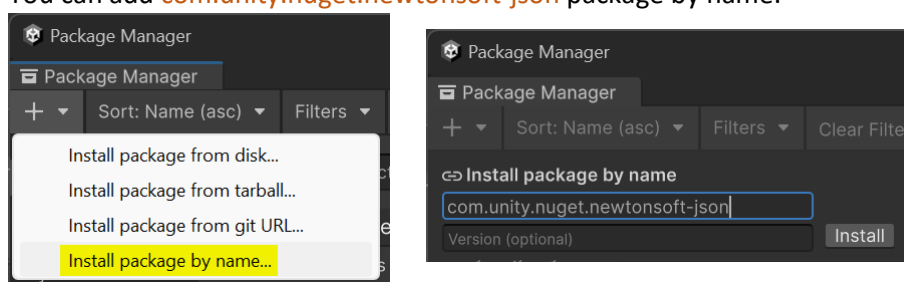 You can add com.unity.nuget.newtonsoft-json package by name.
Package Manager
Package Manager
+ Sort: Name (asc) Filters
Install package from disk...
Install package from tarball...
Install package from git URL...
Install package by name...
Package Manager
Package Manager
+ Sort: Name (asc) Filters Clear Filte
Install package by name
com.unity.nuget.newtonsoft-json
Version (optional) Install